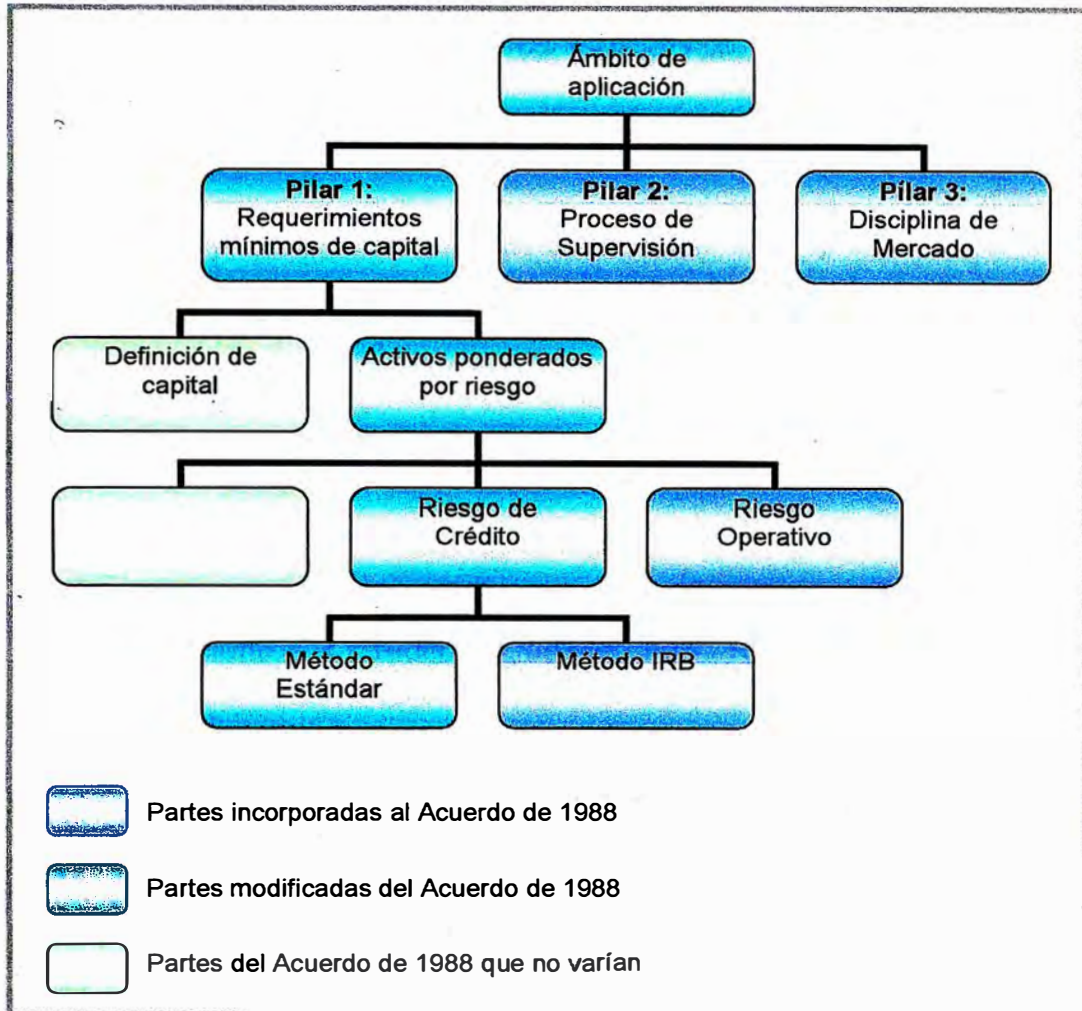 Ámbito de
aplicación
Pilar 1:
Requerimientos
mínimos de capital
Pilar 2:
Proceso de
Supervisión
Pilar 3:
Disciplina de
Mercado
Definición de
capital
Activos ponderados
por riesgo
Riesgo de
Crédito
Riesgo
Operativo
Método
Estándar
Método IRB
Partes incorporadas al Acuerdo de 1988
Partes modificadas del Acuerdo de 1988
Partes del Acuerdo de 1988 que no varían